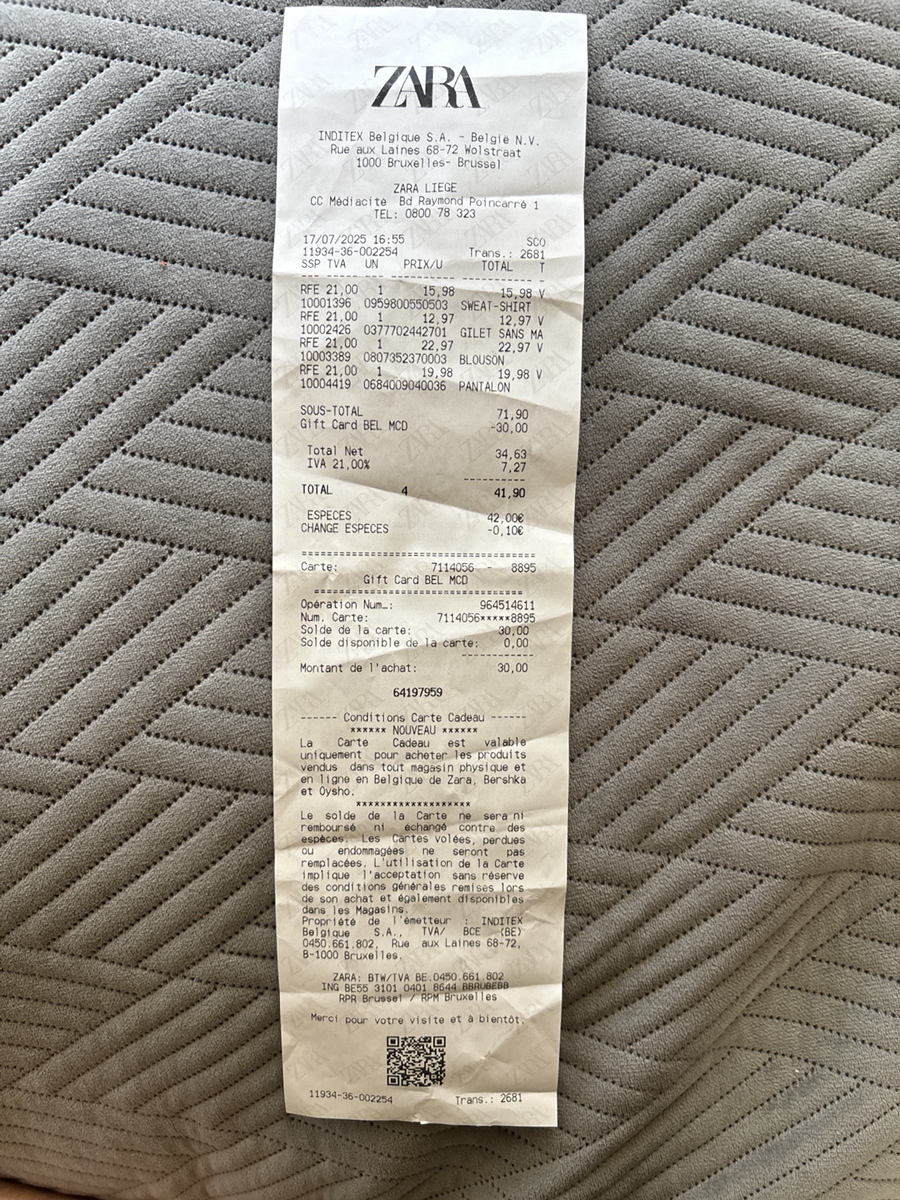 ZARA
INDITEX Belgique S.A. - België N.V.
Rue aux Laines 68-72 Wolstraat
1000 Bruxelles- Brussel
ZARA LIEGE
CC Médiacité Bd Raymond Poincarré 1
TEL: 0800 78 323
17/07/2025 16:55 SCO
11934-36-002254 Trans.: 2681
SSP TVA UN PRIX/U TOTAL T
RFE 21,00 1 15,98 15,98 V
10001396 0959800550503 SWEAT-SHIRT
RFE 21,00 1 12,97 12,97 V
10002426 0377702442701 GILET SANS MA
RFE 21,00 1 22,97 22,97 V
10003389 0807352370003 BLOUSON
RFE 21,00 1 19,98 19,98 V
10004419 0684009040036 PANTALON
SOUS-TOTAL 71,90
Gift Card BEL MCD -30,00
Total Net 34,63
IVA 21,00% 7,27
TOTAL 4 41,90
ESPECES 42,00€
CHANGE ESPECES -0,10€
Carte: 7114056 - 8895
Gift Card BEL MCD
Opération Num.: 964514611
Num. Carte: 7114056*****8895
Solde de la carte: 30,00
Solde disponible de la carte: 0,00
Montant de l'achat: 30,00
64197959
------ Conditions Carte Cadeau ------
****** NOUVEAU ******
La Carte Cadeau est valable
uniquement pour acheter les produits
vendus dans tout magasin physique et
en ligne en Belgique de Zara, Bershka
et Oysho.
*******************
Le solde de la Carte ne sera ni
remboursé ni échangé contre des
espèces. Les Cartes volées, perdues
ou endommagées ne seront pas
remplacées. L'utilisation de la Carte
implique l'acceptation sans réserve
des conditions générales remises lors
de son achat et également disponibles
dans les Magasins.
Propriété de l'émetteur : INDITEX
Belgique S.A., TVA/ BCE (BE)
0450.661.802, Rue aux Laines 68-72,
B-1000 Bruxelles.
ZARA: BTW/TVA BE.0450.661.802
ING BE55 3101 0401 8644 BBRUBEBB
RPR Brussel / RPM Bruxelles
Merci pour votre visite et à bientôt.
11934-36-002254 Trans.: 2681